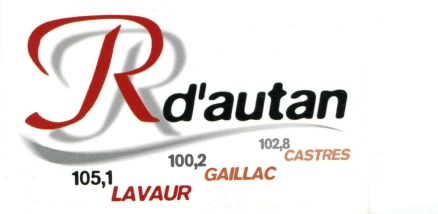 R d'autan
102,8 CASTRES
100,2 GAILLAC
105,1 LAVAUR